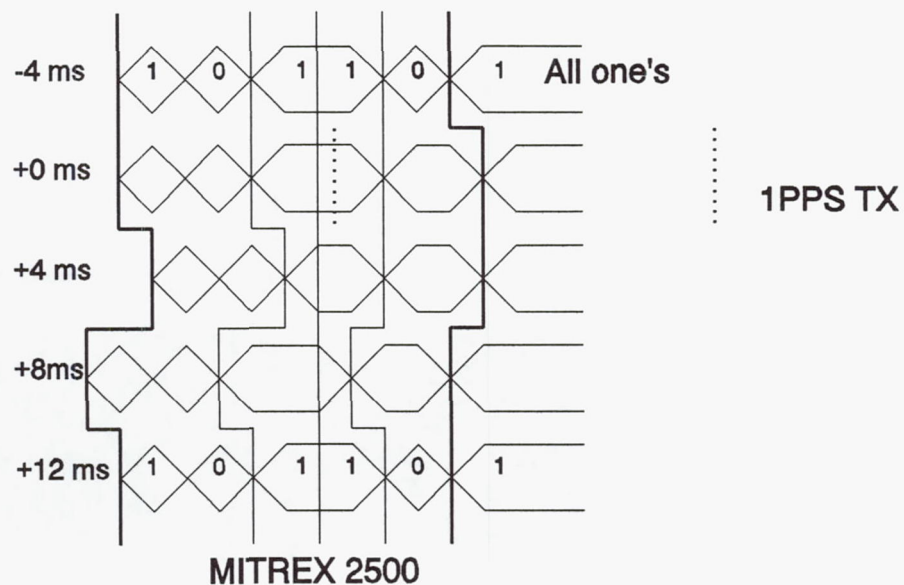 -4 ms 1 0 1 1 0 1 All one's
+0 ms
1PPS TX
+4 ms
+8ms
+12 ms 1 0 1 1 0 1
MITREX 2500